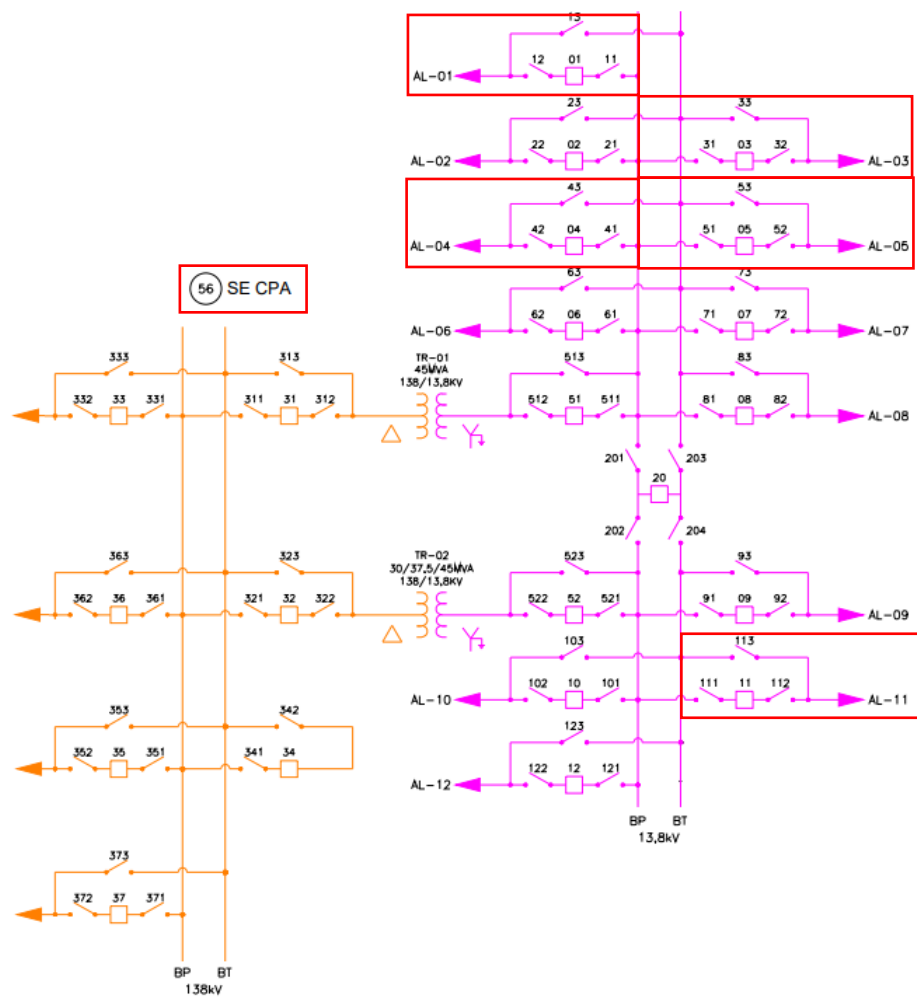 13
12 01 11
AL-01
23 33
22 02 21 31 03 32
AL-02 AL-03
43 53
42 04 41 51 05 52
AL-04 AL-05
56 SE CPA
63 73
62 06 61 71 07 72
AL-06 AL-07
333 313
TR-01
45MVA
138/13,8KV
513 83
332 33 331 311 31 312
512 51 511 81 08 82
AL-08
201 203
20
202 204
363 323
TR-02
30/37,5/45MVA
138/13,8KV
523 93
362 36 361 321 32 322
522 52 521 91 09 92
AL-09
103 113
102 10 101 111 11 112
AL-10 AL-11
353 342
123
352 35 351 341 34
122 12 121
AL-12
BP BT
13,8kV
373
372 37 371
BP BT
138kV